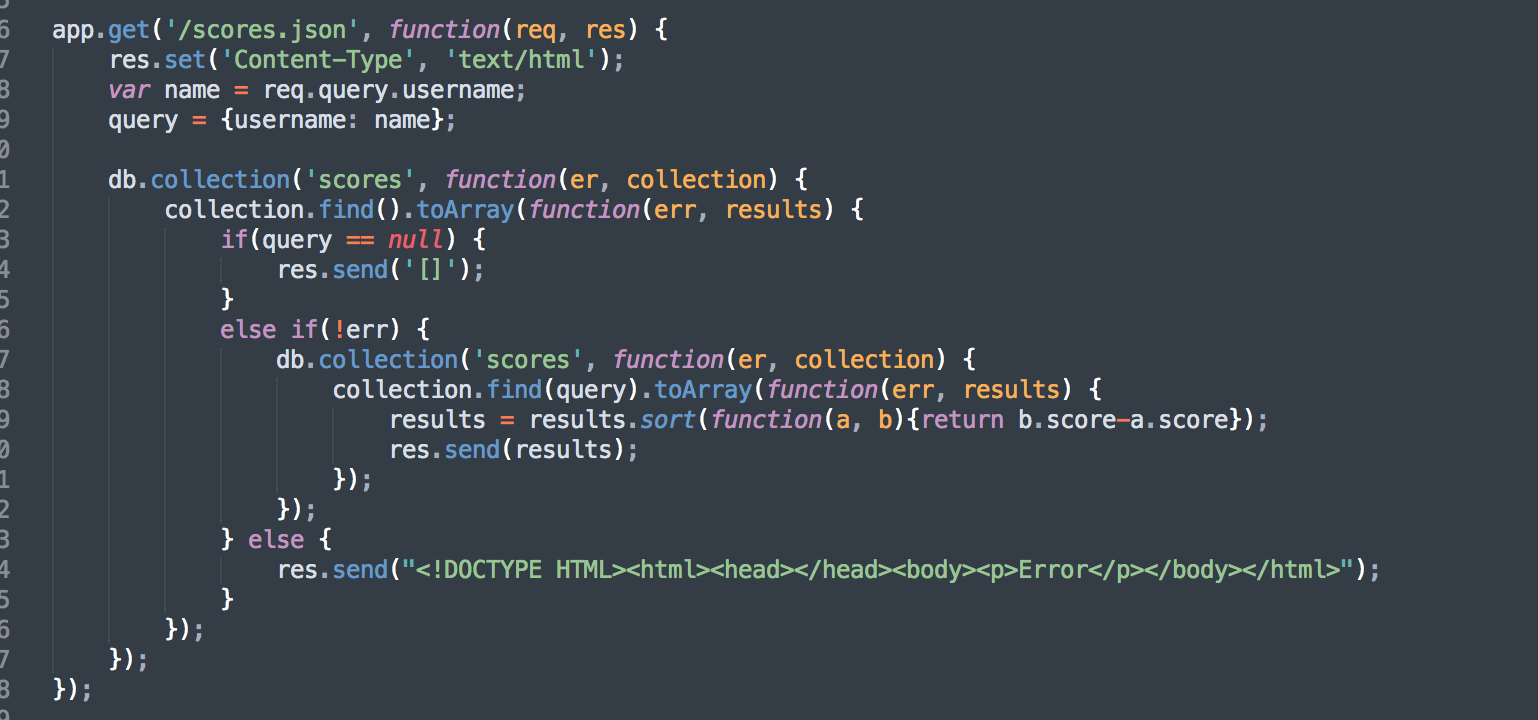 6 app.get('/scores.json', function(req, res) {
7     res.set('Content-Type', 'text/html');
8     var name = req.query.username;
9     query = {username: name};
0
1     db.collection('scores', function(er, collection) {
2         collection.find().toArray(function(err, results) {
3             if(query == null) {
4                 res.send('[]');
5             }
6             else if(!err) {
7                 db.collection('scores', function(er, collection) {
8                     collection.find(query).toArray(function(err, results) {
9                         results = results.sort(function(a, b){return b.score-a.score});
0                         res.send(results);
1                     });
2                 });
3             } else {
4                 res.send("<!DOCTYPE HTML><html><head></head><body><p>Error</p></body></html>");
5             }
6         });
7     });
8 });